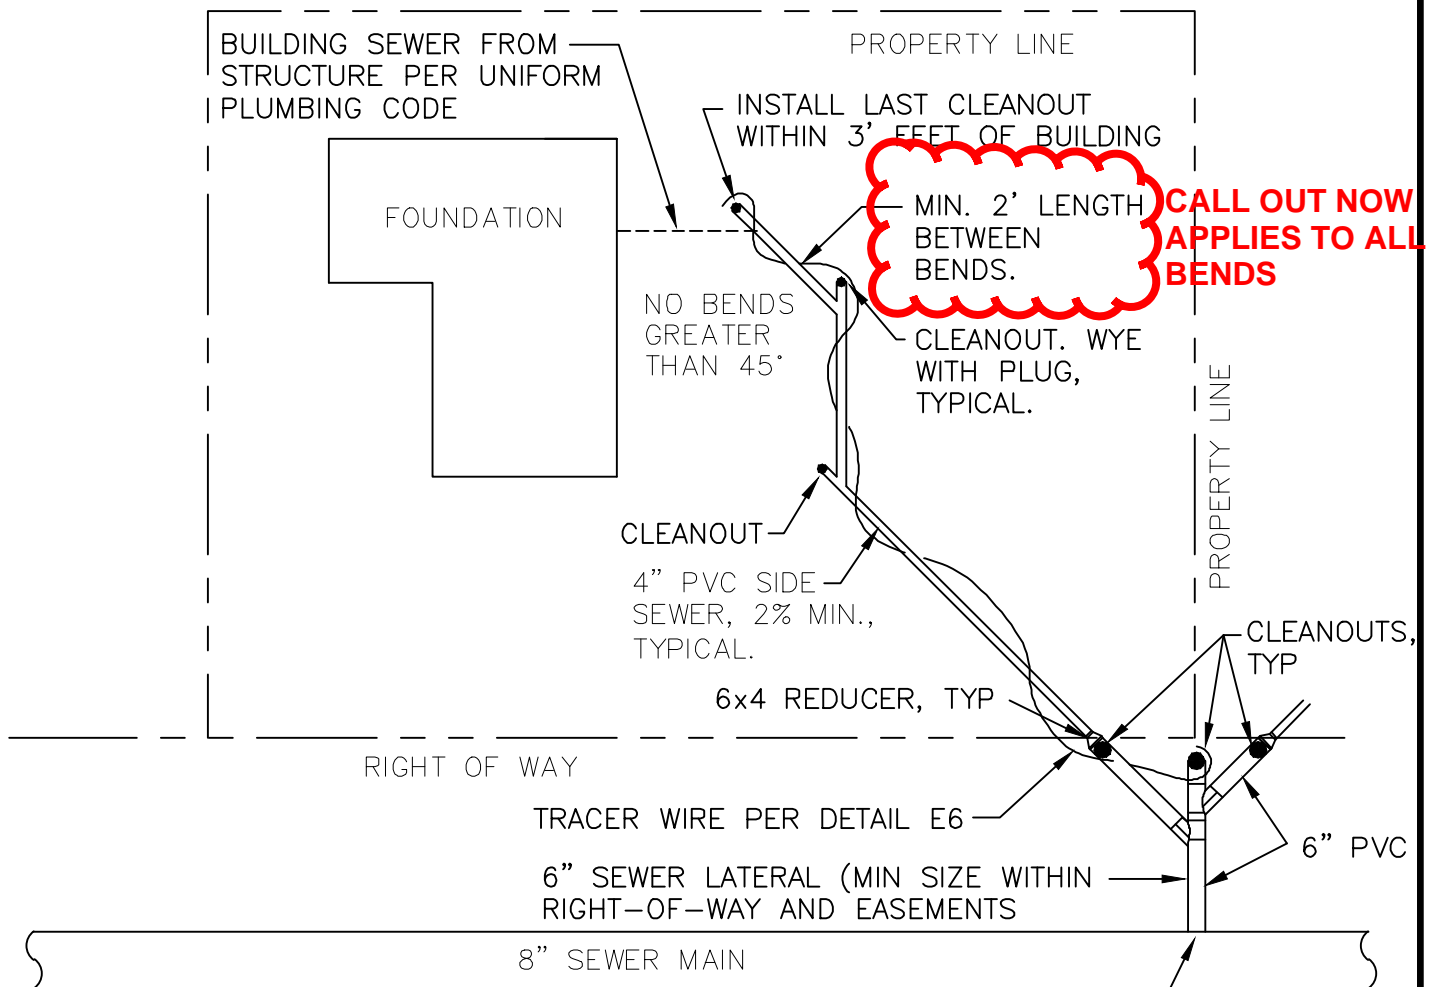 BUILDING SEWER FROM
STRUCTURE PER UNIFORM
PLUMBING CODE
PROPERTY LINE
INSTALL LAST CLEANOUT
WITHIN 3' FEET OF BUILDING
FOUNDATION
MIN. 2' LENGTH
BETWEEN
BENDS.
CALL OUT NOW
APPLIES TO ALL
BENDS
NO BENDS
GREATER
THAN 45°
CLEANOUT. WYE
WITH PLUG,
TYPICAL.
PROPERTY LINE
CLEANOUT
4" PVC SIDE
SEWER, 2% MIN.,
TYPICAL.
CLEANOUTS,
TYP
6x4 REDUCER, TYP
RIGHT OF WAY
TRACER WIRE PER DETAIL E6
6" PVC
6" SEWER LATERAL (MIN SIZE WITHIN
RIGHT-OF-WAY AND EASEMENTS
8" SEWER MAIN